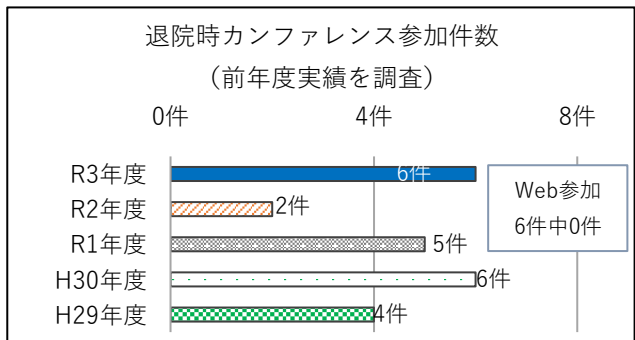 退院時カンファレンス参加件数
（前年度実績を調査）
0件 4件 8件
R3年度 6件
R2年度 2件
R1年度 5件
H30年度 6件
H29年度 4件
Web参加
6件中0件